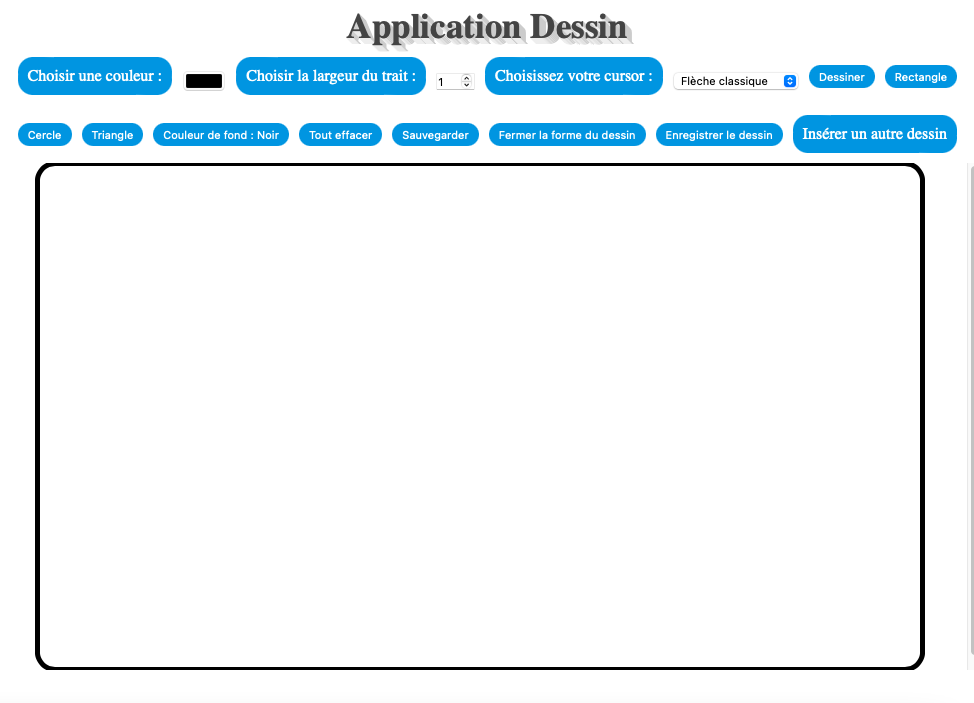 Application Dessin
Choisir une couleur : Choisir la largeur du trait : 1 Choisissez votre cursor : Flèche classique Dessiner Rectangle
Cercle Triangle Couleur de fond : Noir Tout effacer Sauvegarder Fermer la forme du dessin Enregistrer le dessin Insérer un autre dessin